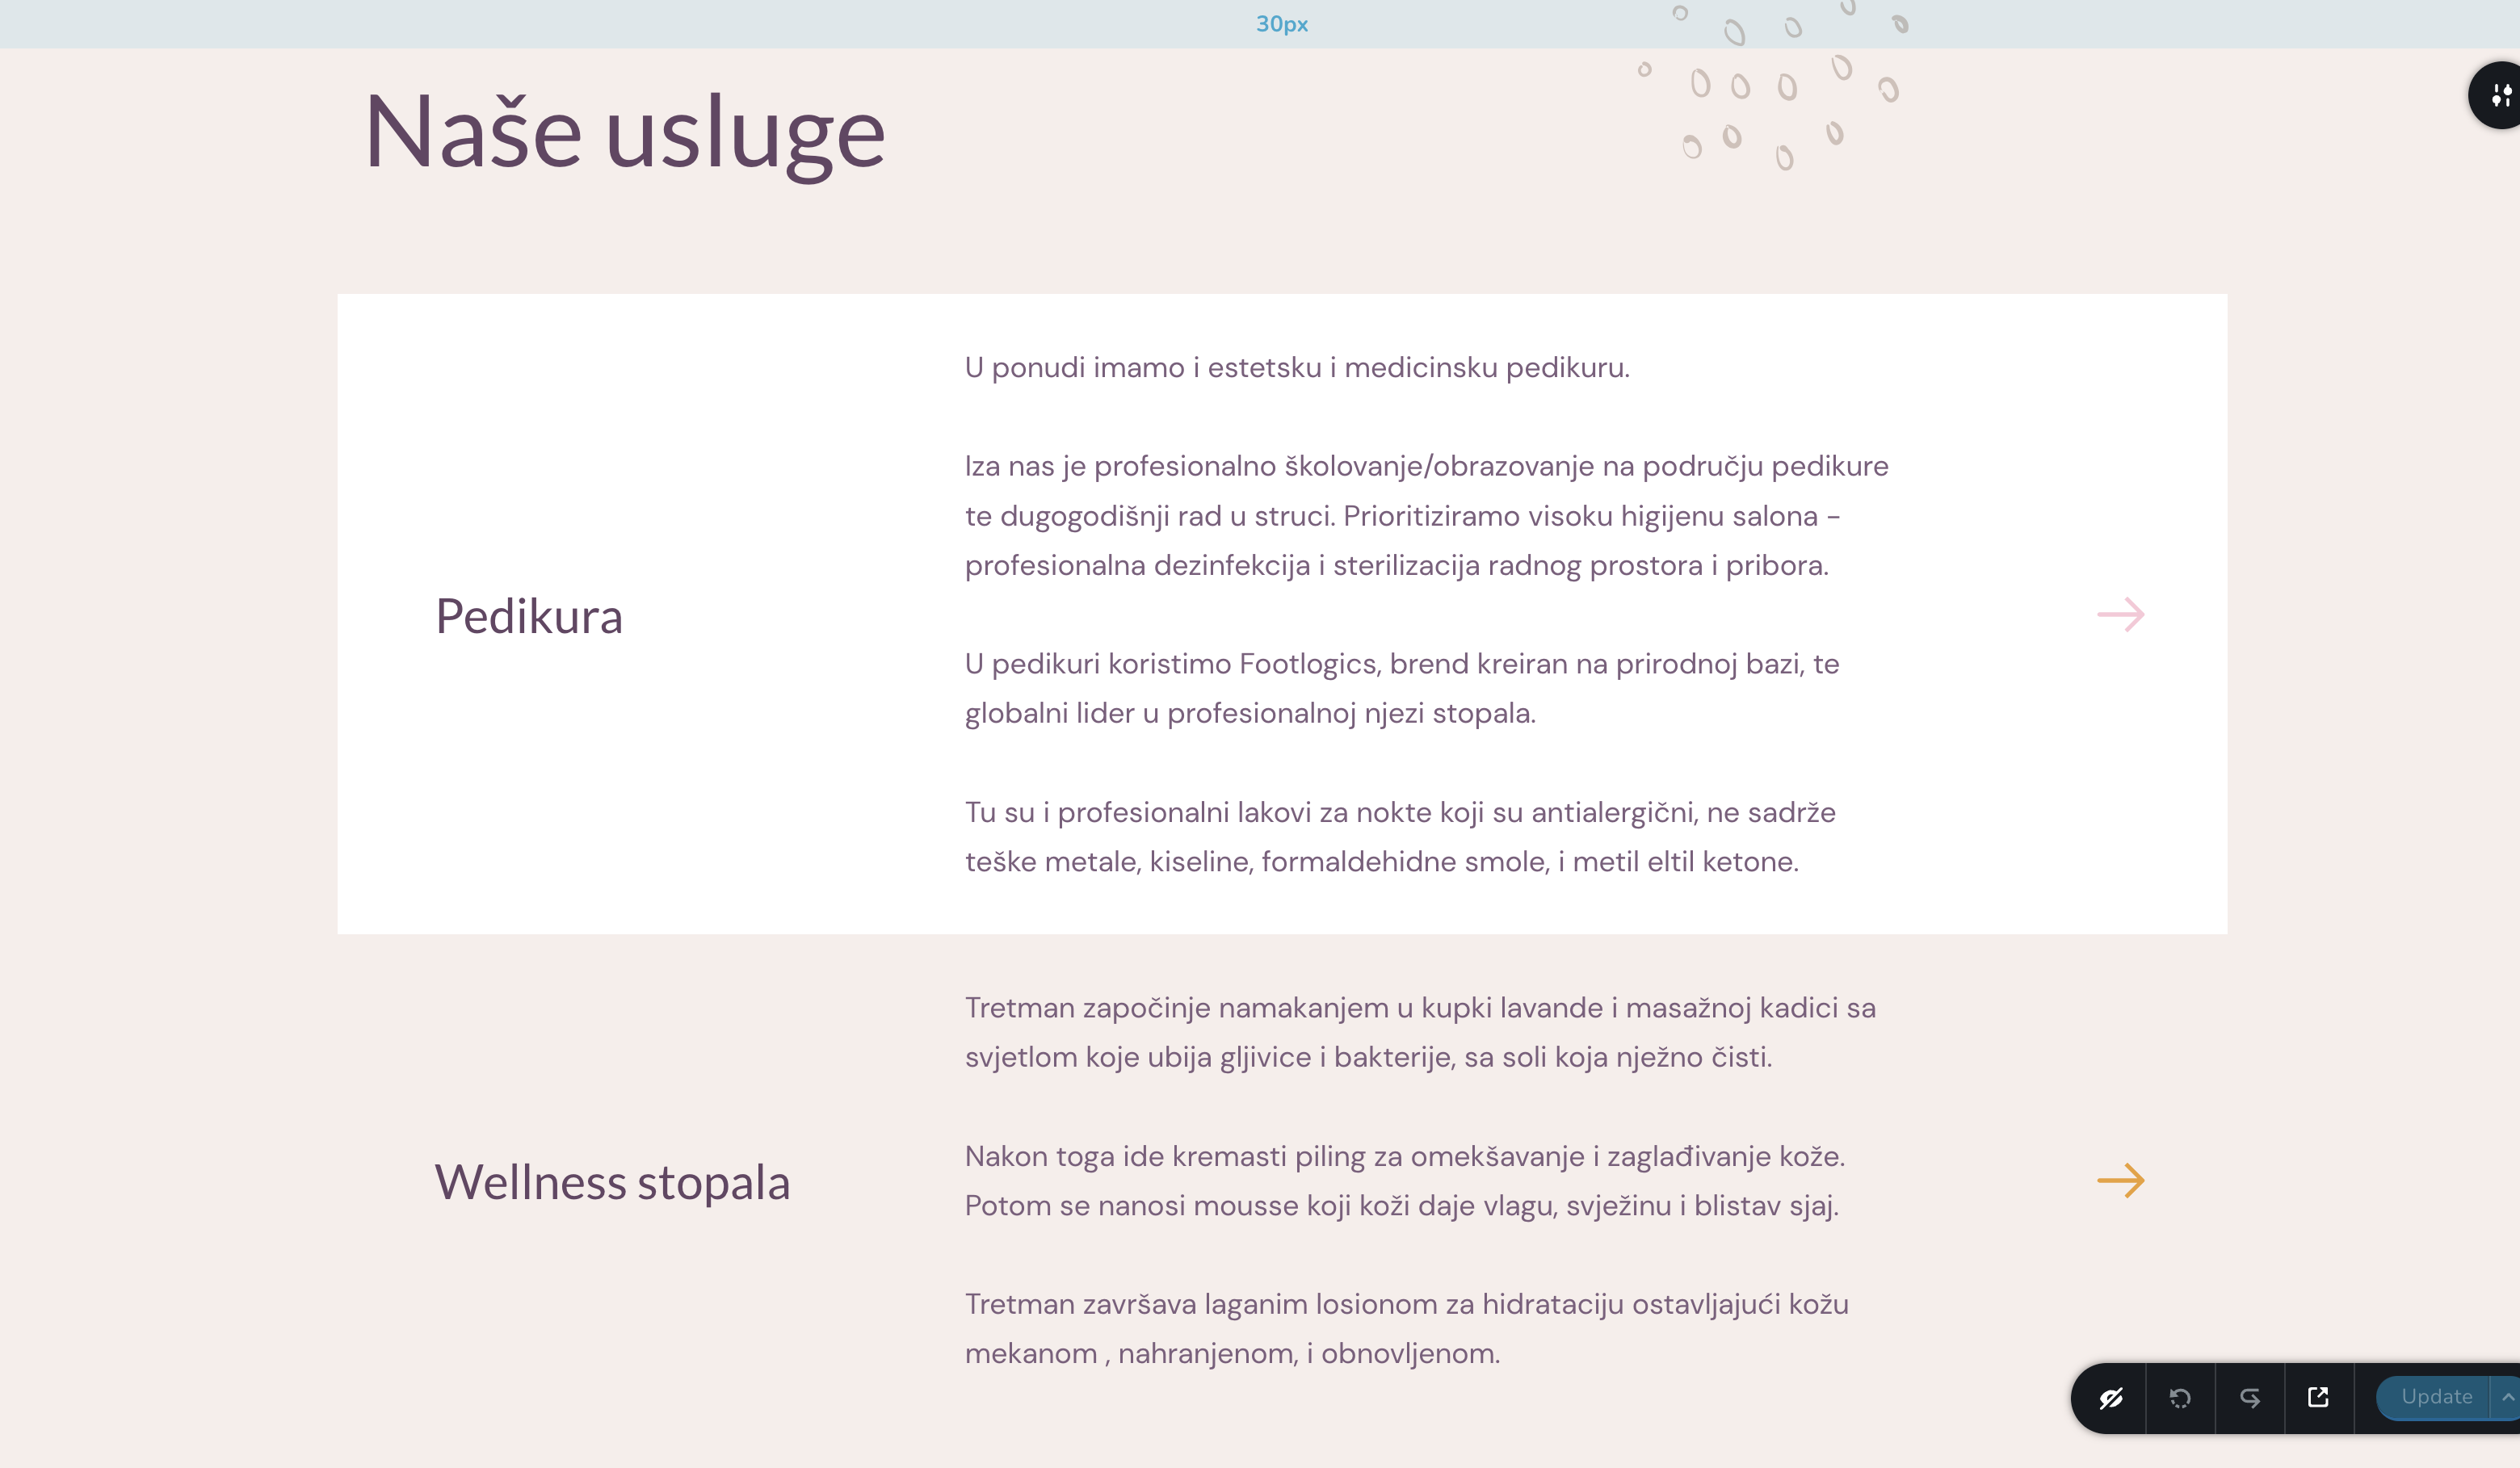 30px
Naše usluge
U ponudi imamo i estetsku i medicinsku pedikuru.
Iza nas je profesionalno školovanje/obrazovanje na području pedikure
te dugogodišnji rad u struci. Prioritiziramo visoku higijenu salona -
profesionalna dezinfekcija i sterilizacija radnog prostora i pribora.
Pedikura
U pedikuri koristimo Footlogics, brend kreiran na prirodnoj bazi, te
globalni lider u profesionalnoj njezi stopala.
Tu su i profesionalni lakovi za nokte koji su antialergični, ne sadrže
teške metale, kiseline, formaldehidne smole, i metil eltil ketone.
Tretman započinje namakanjem u kupki lavande i masažnoj kadici sa
svjetlom koje ubija gljivice i bakterije, sa soli koja nježno čisti.
Wellness stopala
Nakon toga ide kremasti piling za omekšavanje i zaglađivanje kože.
Potom se nanosi mousse koji koži daje vlagu, svježinu i blistav sjaj.
Tretman završava laganim losionom za hidrataciju ostavljajući kožu
mekanom , nahranjenom, i obnovljenom.
Update